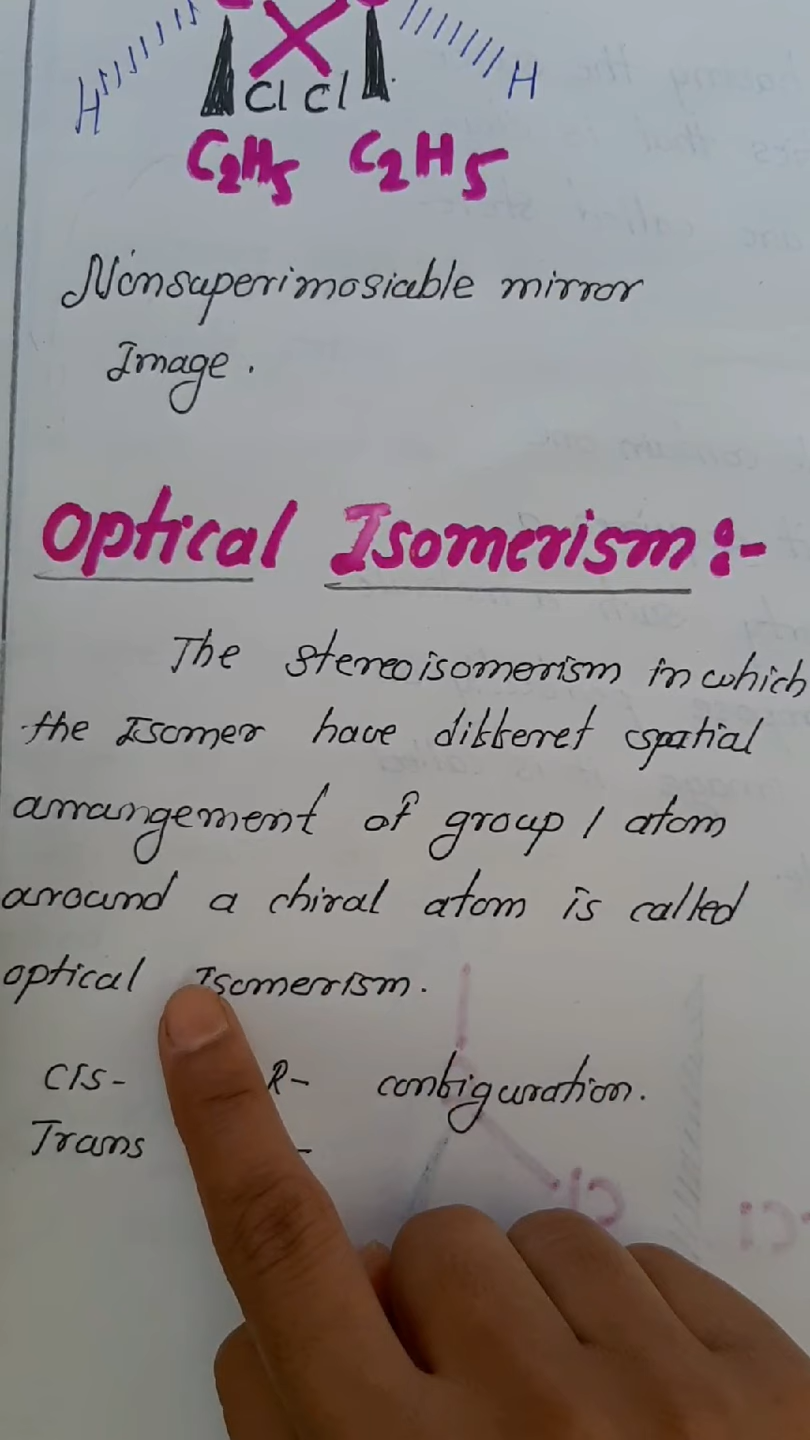 H H
Cl Cl
C2H5 C2H5
Nonsuperimosiable mirror
Image.
Optical Isomerism:-
The stereoisomerism in which
the Isomer have differet spatial
arrangement of group / atom
around a chiral atom is called
optical Isomerism.
CIS- R- configuration.
Trans -